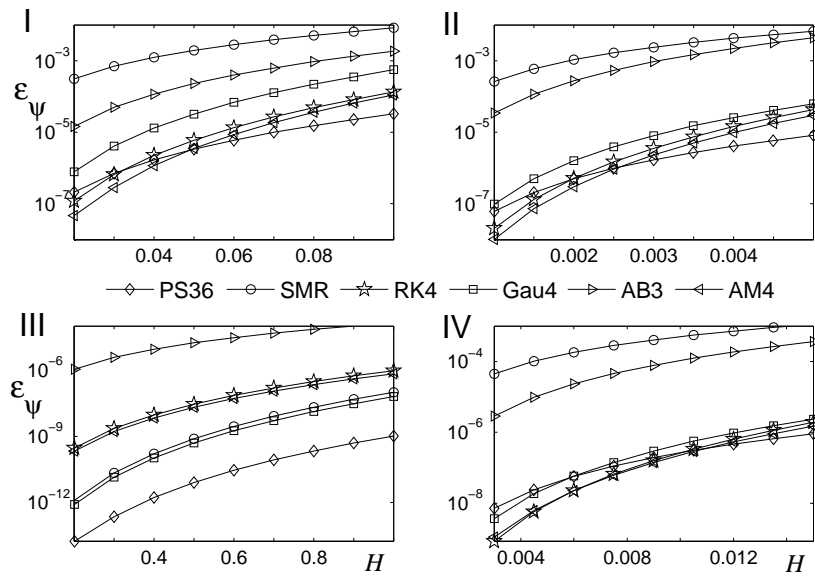 I
II
10⁻³
10⁻³
ε_ψ
10⁻⁵
10⁻⁵
10⁻⁷
10⁻⁷
0.04 0.06 0.08
0.002 0.003 0.004
PS36 SMR RK4 Gau4 AB3 AM4
III
IV
10⁻⁶
10⁻⁴
ε_ψ
10⁻⁶
10⁻⁹
10⁻¹²
10⁻⁸
0.4 0.6 0.8 H
0.004 0.008 0.012 H